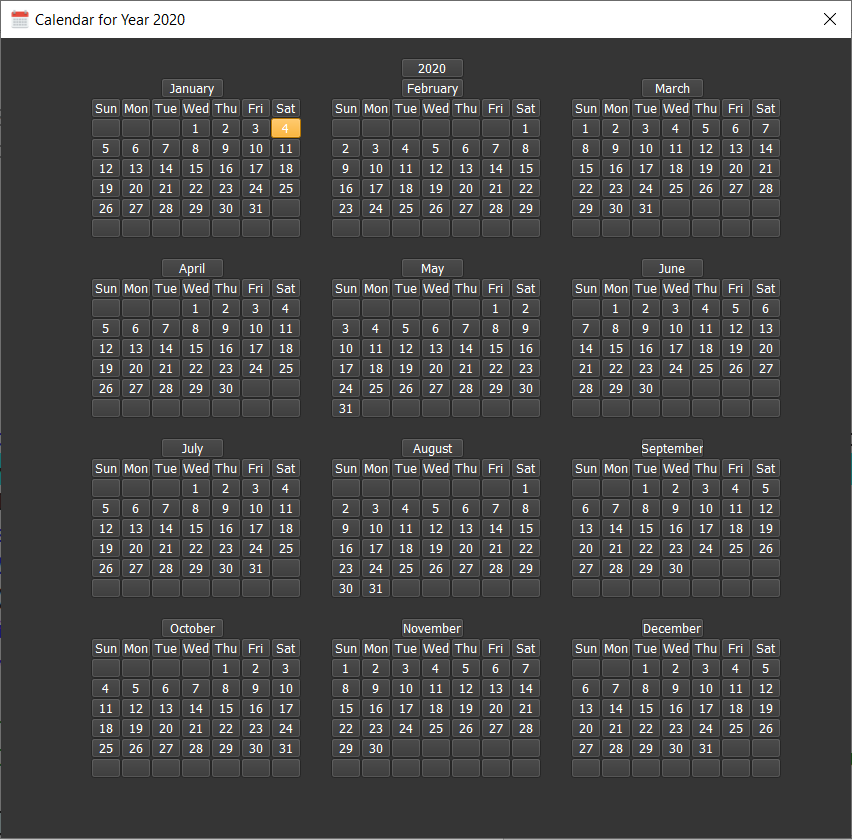 Calendar for Year 2020
2020
January February March
Sun Mon Tue Wed Thu Fri Sat Sun Mon Tue Wed Thu Fri Sat Sun Mon Tue Wed Thu Fri Sat
1 2 3 4 1 1 2 3 4 5 6 7
5 6 7 8 9 10 11 2 3 4 5 6 7 8 8 9 10 11 12 13 14
12 13 14 15 16 17 18 9 10 11 12 13 14 15 15 16 17 18 19 20 21
19 20 21 22 23 24 25 16 17 18 19 20 21 22 22 23 24 25 26 27 28
26 27 28 29 30 31 23 24 25 26 27 28 29 29 30 31
April May June
Sun Mon Tue Wed Thu Fri Sat Sun Mon Tue Wed Thu Fri Sat Sun Mon Tue Wed Thu Fri Sat
1 2 3 4 1 2 1 2 3 4 5 6
5 6 7 8 9 10 11 3 4 5 6 7 8 9 7 8 9 10 11 12 13
12 13 14 15 16 17 18 10 11 12 13 14 15 16 14 15 16 17 18 19 20
19 20 21 22 23 24 25 17 18 19 20 21 22 23 21 22 23 24 25 26 27
26 27 28 29 30 24 25 26 27 28 29 30 28 29 30
31
July August September
Sun Mon Tue Wed Thu Fri Sat Sun Mon Tue Wed Thu Fri Sat Sun Mon Tue Wed Thu Fri Sat
1 2 3 4 1 1 2 3 4 5
5 6 7 8 9 10 11 2 3 4 5 6 7 8 6 7 8 9 10 11 12
12 13 14 15 16 17 18 9 10 11 12 13 14 15 13 14 15 16 17 18 19
19 20 21 22 23 24 25 16 17 18 19 20 21 22 20 21 22 23 24 25 26
26 27 28 29 30 31 23 24 25 26 27 28 29 27 28 29 30
30 31
October November December
Sun Mon Tue Wed Thu Fri Sat Sun Mon Tue Wed Thu Fri Sat Sun Mon Tue Wed Thu Fri Sat
1 2 3 1 2 3 4 5 6 7 1 2 3 4 5
4 5 6 7 8 9 10 8 9 10 11 12 13 14 6 7 8 9 10 11 12
11 12 13 14 15 16 17 15 16 17 18 19 20 21 13 14 15 16 17 18 19
18 19 20 21 22 23 24 22 23 24 25 26 27 28 20 21 22 23 24 25 26
25 26 27 28 29 30 31 29 30 27 28 29 30 31